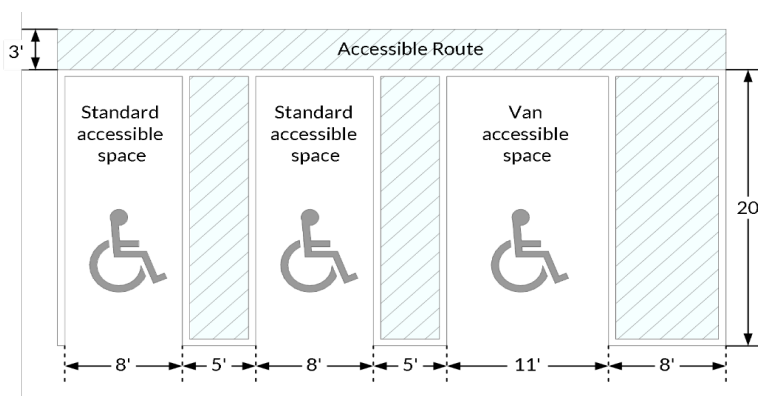 3'
Accessible Route
Standard
accessible
space
Standard
accessible
space
Van
accessible
space
20
8'
5'
8'
5'
11'
8'